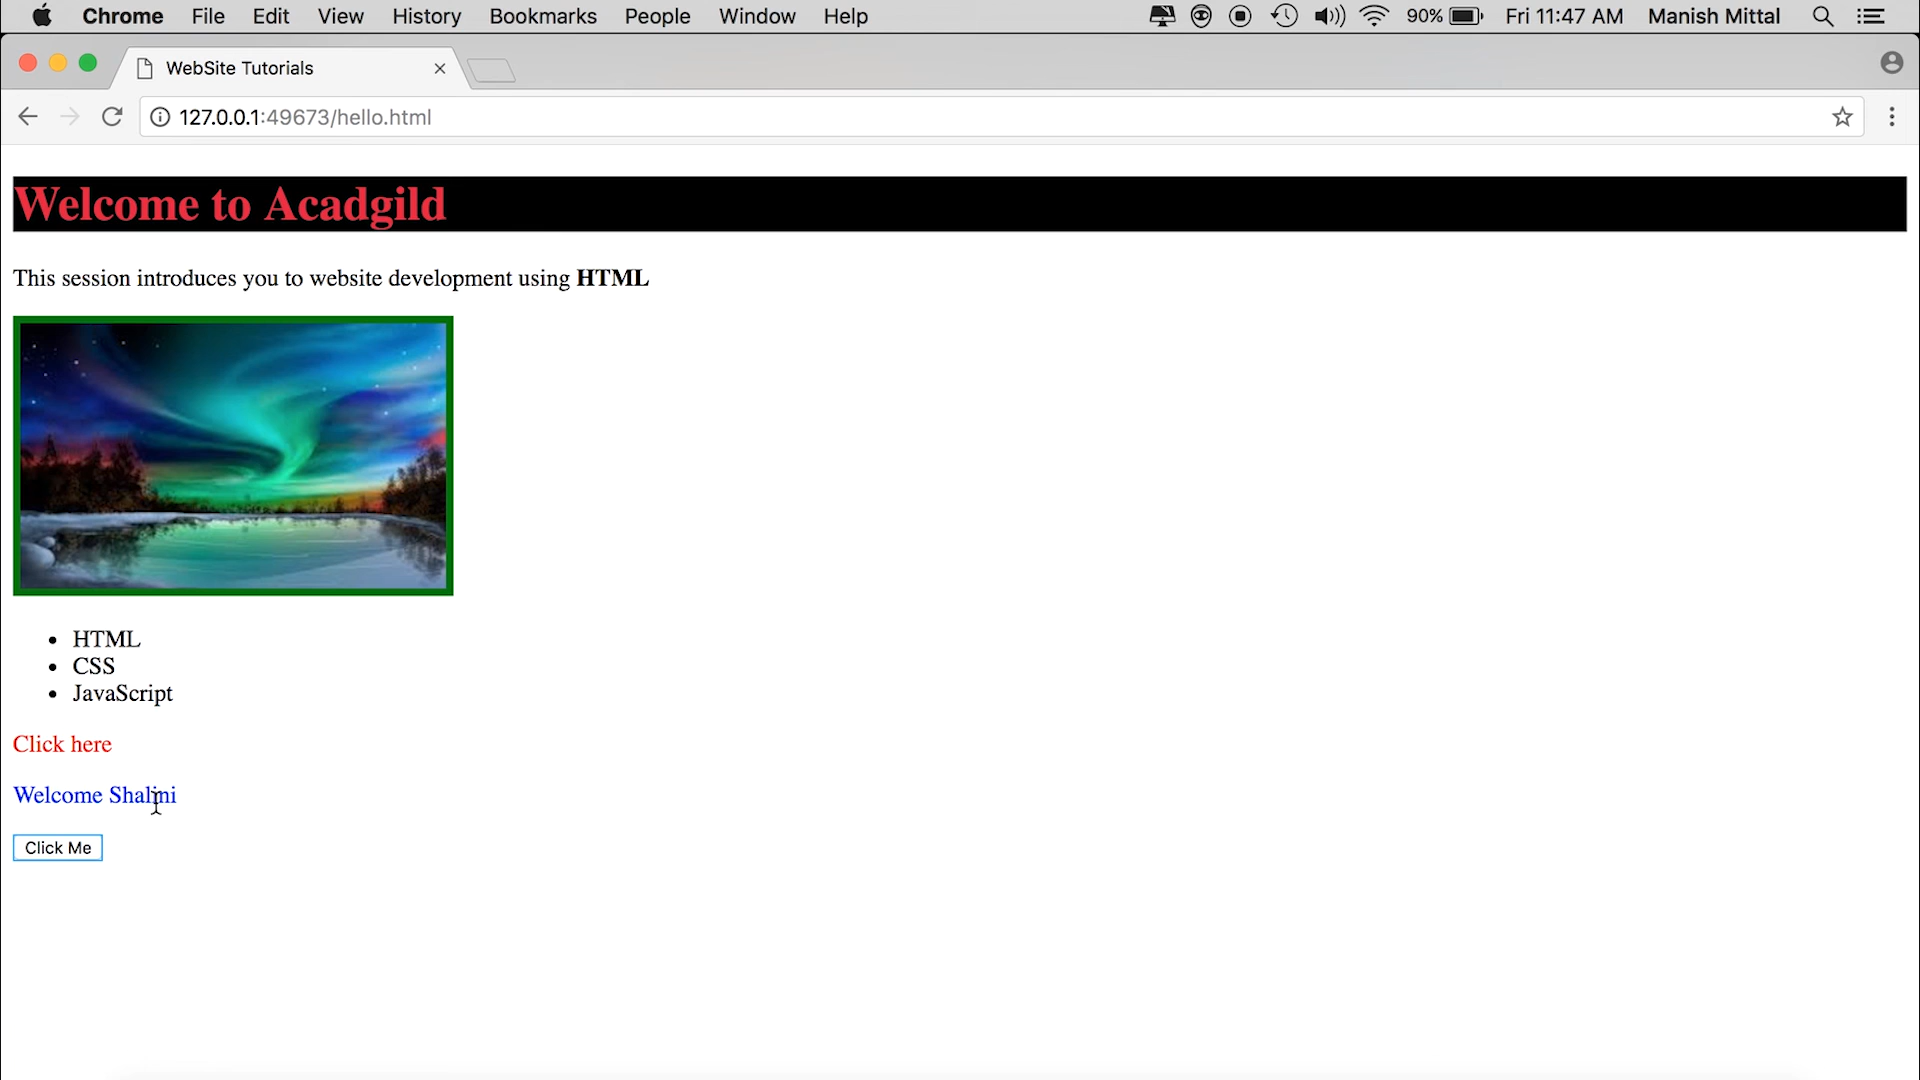 Chrome File Edit View History Bookmarks People Window Help 90% Fri 11:47 AM Manish Mittal
WebSite Tutorials
127.0.0.1:49673/hello.html
Welcome to Acadgild
This session introduces you to website development using HTML
HTML
CSS
JavaScript
Click here
Welcome Shalini
Click Me